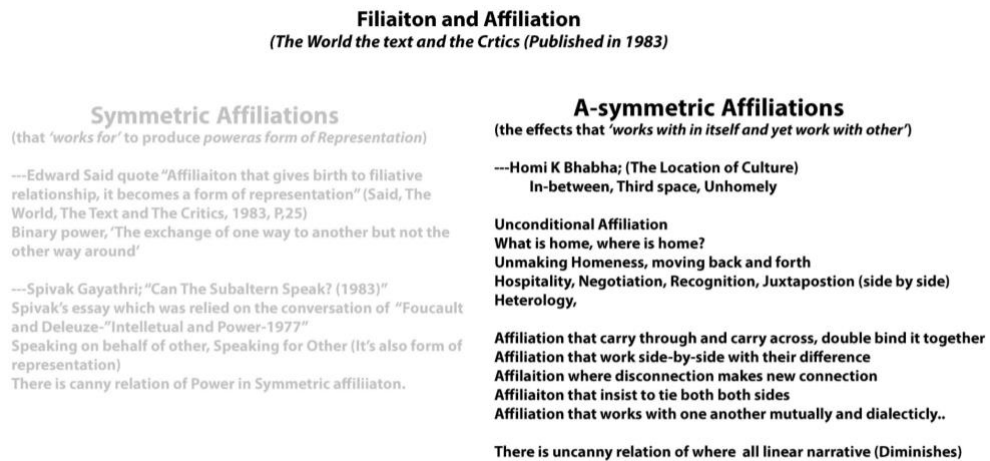 Filiaiton and Affiliation
(The World the text and the Crtics (Published in 1983)
Symmetric Affiliations
(that ‘works for’ to produce poweras form of Representation)
---Edward Said quote “Affiliaiton that gives birth to filiative
relationship, it becomes a form of representation” (Said, The
World, The Text and The Critics, 1983, P,25)
Binary power, ‘The exchange of one way to another but not the
other way around’
---Spivak Gayathri; “Can The Subaltern Speak? (1983)”
Spivak’s essay which was relied on the conversation of “Foucault
and Deleuze-”Intelletual and Power-1977”
Speaking on behalf of other, Speaking for Other (It’s also form of
representation)
There is canny relation of Power in Symmetric affiliiaton.
A-symmetric Affiliations
(the effects that ‘works with in itself and yet work with other’)
---Homi K Bhabha; (The Location of Culture)
In-between, Third space, Unhomely
Unconditional Affiliation
What is home, where is home?
Unmaking Homeness, moving back and forth
Hospitality, Negotiation, Recognition, Juxtapostion (side by side)
Heterology,
Affiliation that carry through and carry across, double bind it together
Affiliation that work side-by-side with their difference
Affilaition where disconnection makes new connection
Affiliaiton that insist to tie both both sides
Affiliation that works with one another mutually and dialecticly..
There is uncanny relation of where all linear narrative (Diminishes)